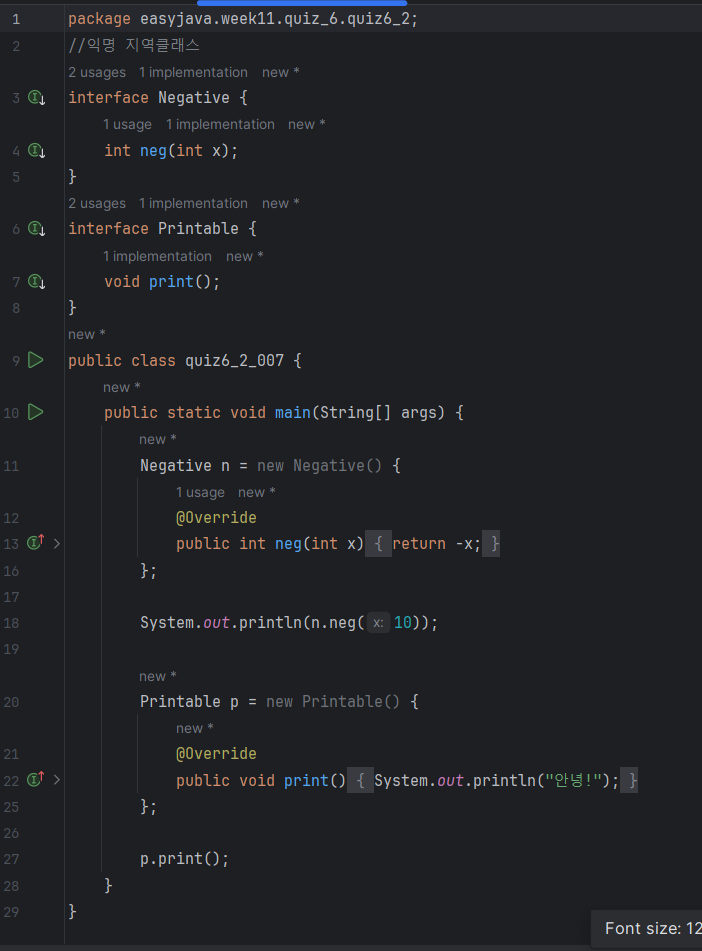 1 package easyjava.week11.quiz_6.quiz6_2;
2 //익명 지역클래스
2 usages 1 implementation new *
3 interface Negative {
1 usage 1 implementation new *
4 int neg(int x);
5 }
2 usages 1 implementation new *
6 interface Printable {
1 implementation new *
7 void print();
8 }
new *
9 public class quiz6_2_007 {
new *
10 public static void main(String[] args) {
new *
11 Negative n = new Negative() {
1 usage new *
12 @Override
13 public int neg(int x) { return -x; }
16 };
17
18 System.out.println(n.neg( x: 10));
19
new *
20 Printable p = new Printable() {
new *
21 @Override
22 public void print() { System.out.println("안녕!"); }
25 };
26
27 p.print();
28 }
29 }
Font size: 12